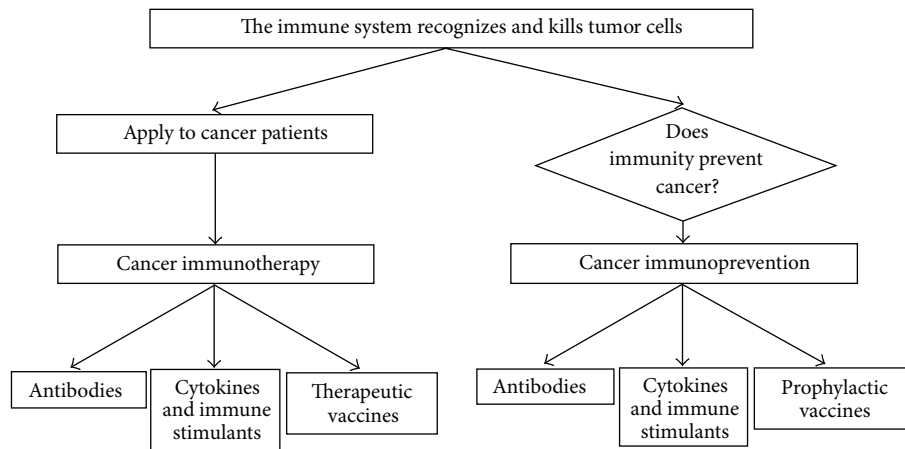 The immune system recognizes and kills tumor cells
Apply to cancer patients
Does
immunity prevent
cancer?
Cancer immunotherapy
Cancer immunoprevention
Antibodies
Cytokines
and immune
stimulants
Therapeutic
vaccines
Antibodies
Cytokines
and immune
stimulants
Prophylactic
vaccines